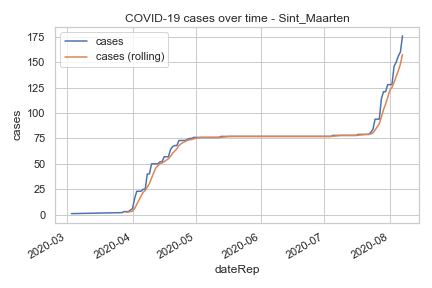 COVID-19 cases over time - Sint_Maarten
cases
cases (rolling)
cases
175
150
125
100
75
50
25
0
2020-03
2020-04
2020-05
2020-06
2020-07
2020-08
dateRep